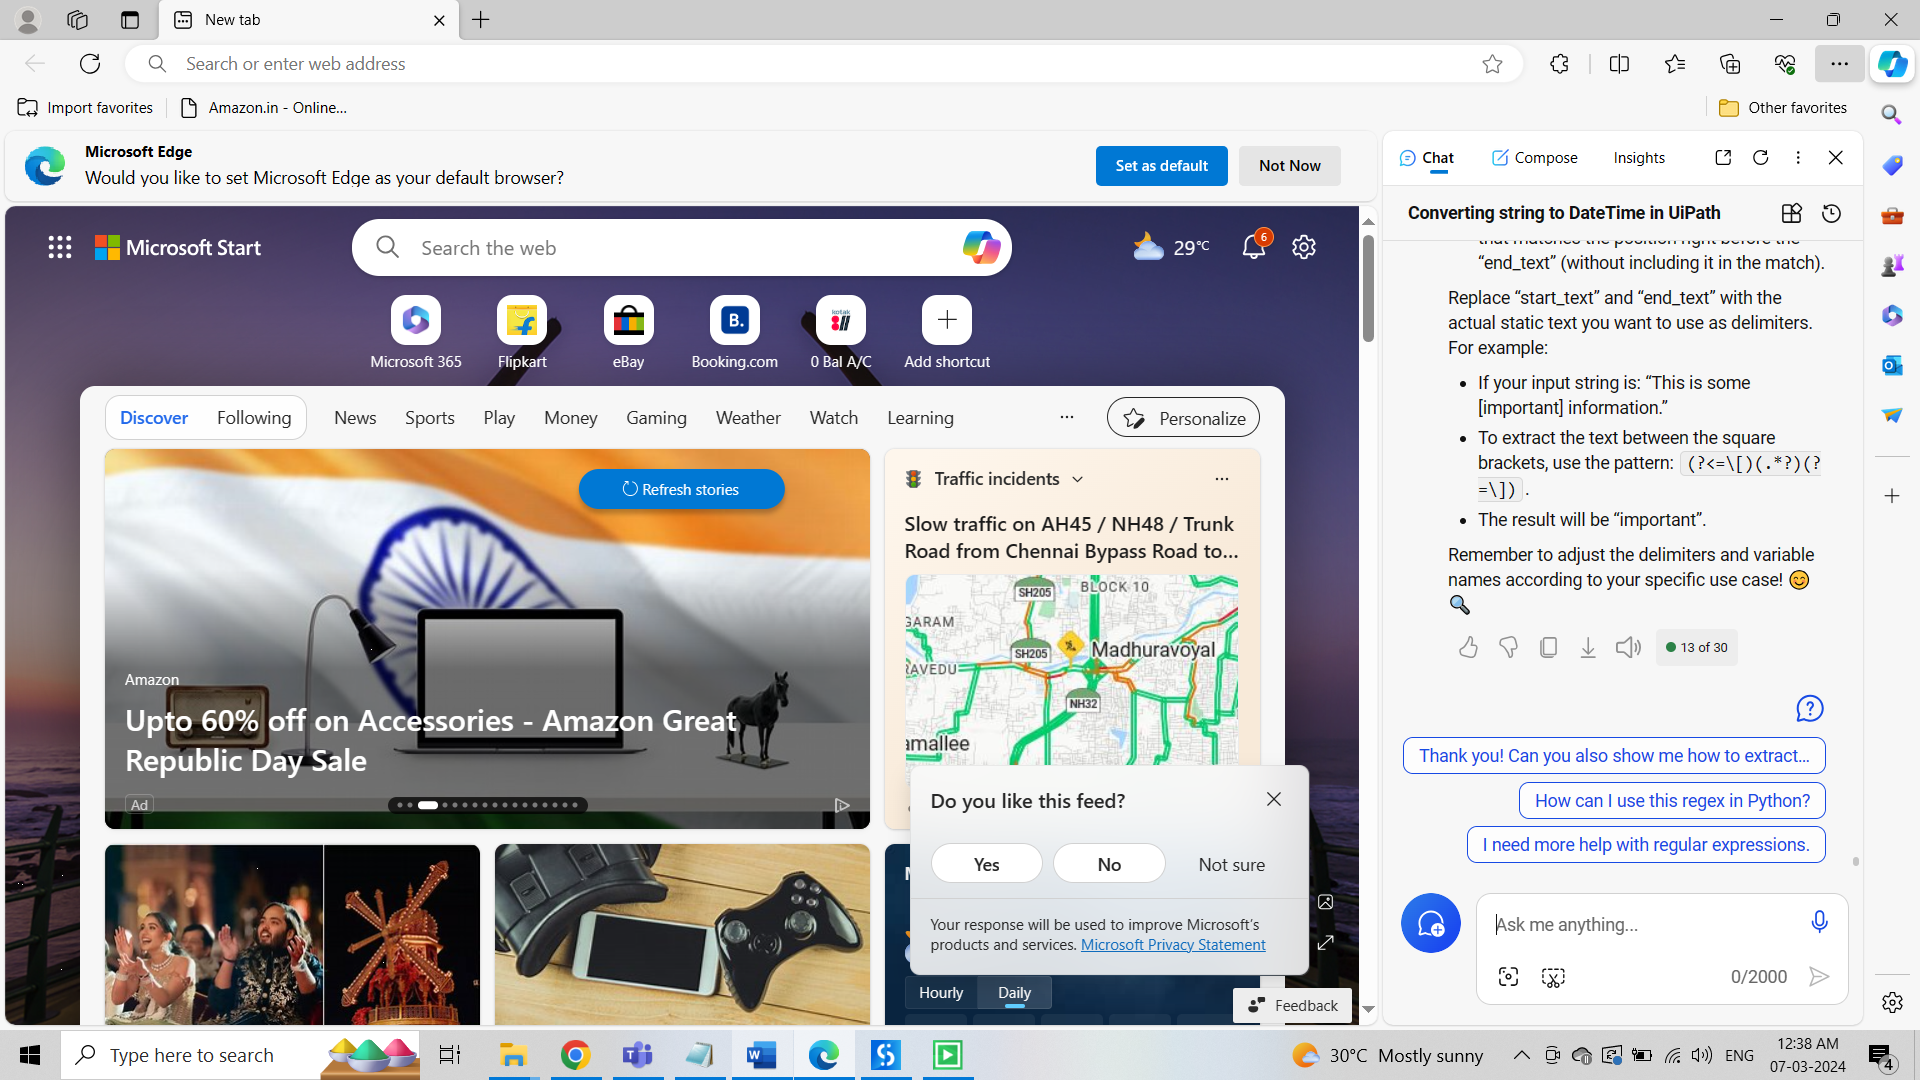 New tab
Search or enter web address
Import favorites
Amazon.in - Online...
Other favorites
Microsoft Edge
Would you like to set Microsoft Edge as your default browser?
Set as default
Not Now
Microsoft Start
Search the web
29°C
6
Microsoft 365
Flipkart
eBay
B.
Booking.com
kotak
0 Bal A/C
Add shortcut
Discover
Following
News
Sports
Play
Money
Gaming
Weather
Watch
Learning
Personalize
Refresh stories
Amazon
Upto 60% off on Accessories - Amazon Great
Republic Day Sale
Ad
Traffic incidents
Slow traffic on AH45 / NH48 / Trunk
Road from Chennai Bypass Road to...
SH205
BLOCK 10
GARAM
SH205
Madhuravoyal
RAVEDU
NH32
amallee
Do you like this feed?
Yes
No
Not sure
Your response will be used to improve Microsoft's
products and services. Microsoft Privacy Statement
Hourly
Daily
Feedback
Chat
Compose
Insights
Converting string to DateTime in UiPath
that matches the position right before the
“end_text” (without including it in the match).
Replace “start_text” and “end_text” with the
actual static text you want to use as delimiters.
For example:
• If your input string is: “This is some
[important] information.”
• To extract the text between the square
brackets, use the pattern: (?<=\[)(.*?)(?
=\]) .
• The result will be “important”.
Remember to adjust the delimiters and variable
names according to your specific use case! 😊
🔍
13 of 30
Thank you! Can you also show me how to extract...
How can I use this regex in Python?
I need more help with regular expressions.
Ask me anything...
0/2000
Type here to search
30°C Mostly sunny
ENG
12:38 AM
07-03-2024
4